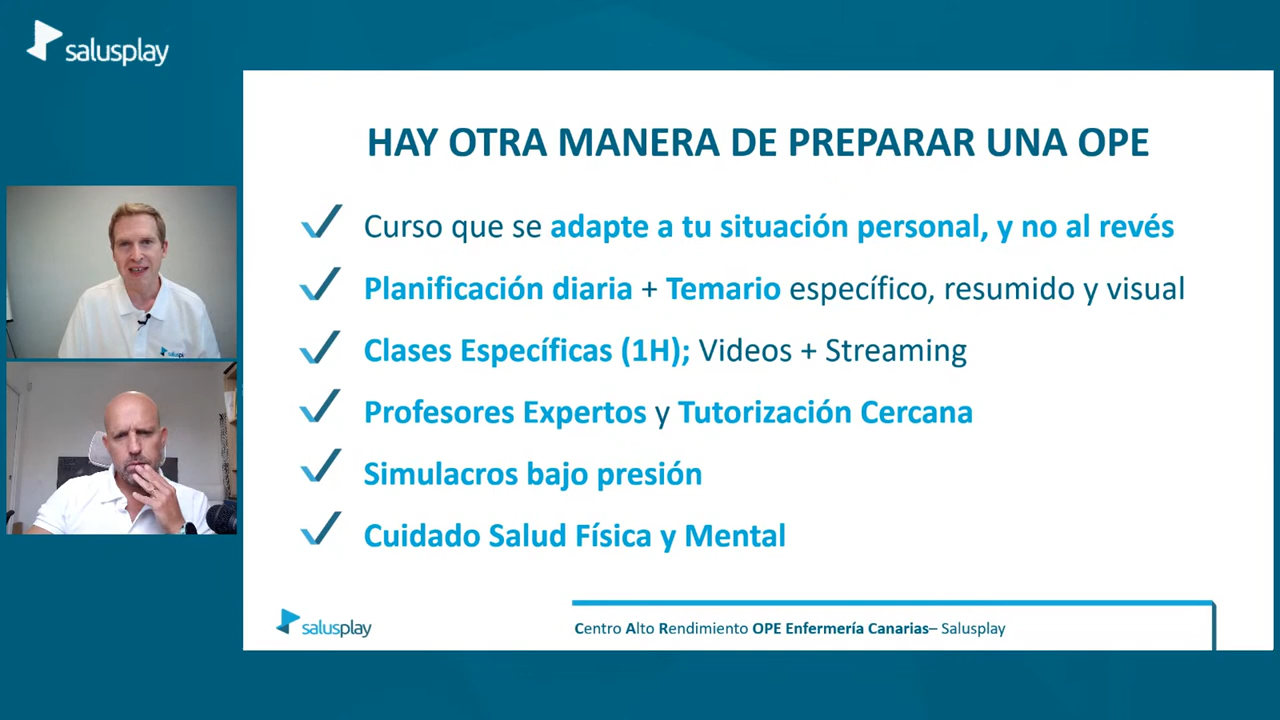 salusplay
HAY OTRA MANERA DE PREPARAR UNA OPE
Curso que se adapte a tu situación personal, y no al revés
Planificación diaria + Temario específico, resumido y visual
Clases Específicas (1H); Videos + Streaming
Profesores Expertos y Tutorización Cercana
Simulacros bajo presión
Cuidado Salud Física y Mental
salusplay
Centro Alto Rendimiento OPE Enfermería Canarias– Salusplay